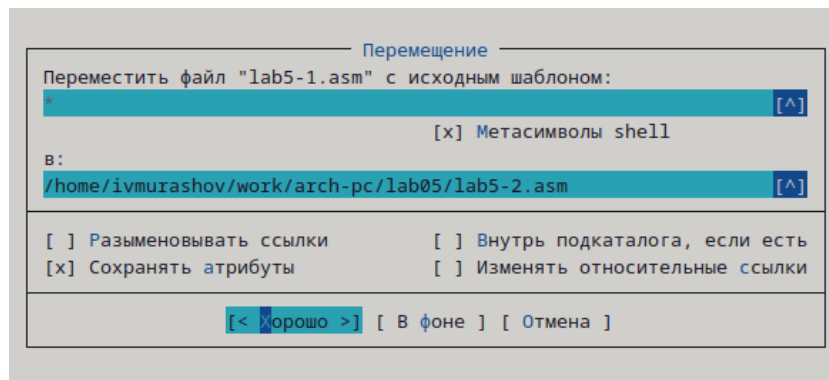 Перемещение
Переместить файл "lab5-1.asm" с исходным шаблоном:
* [^]
[x] Метасимволы shell
в:
/home/ivmurashov/work/arch-pc/lab05/lab5-2.asm [^]
[ ] Разыменовывать ссылки [ ] Внутрь подкаталога, если есть
[x] Сохранять атрибуты [ ] Изменять относительные ссылки
[< Хорошо >] [ В фоне ] [ Отмена ]